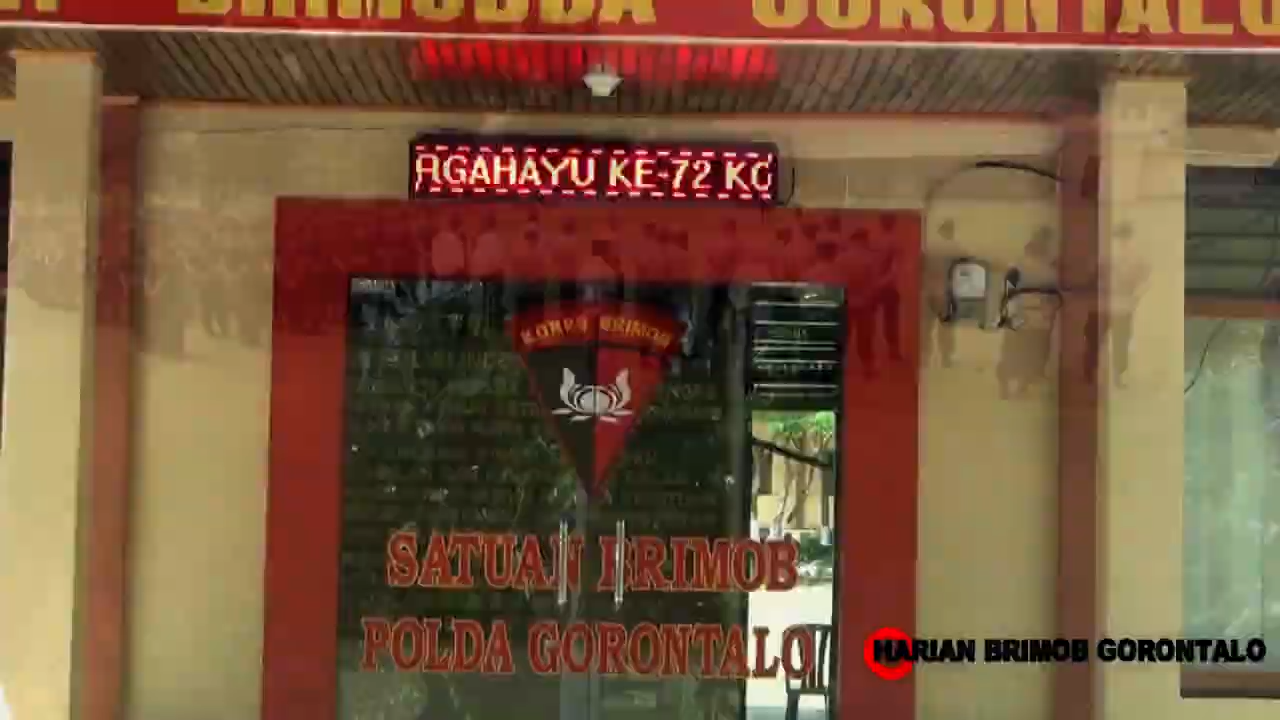 BRIMOBDA GORONTALO
RGAHAYU KE-72 KO
KORPS BRIMOB
SATUAN BRIMOB
POLDA GORONTALO
HARIAN BRIMOB GORONTALO